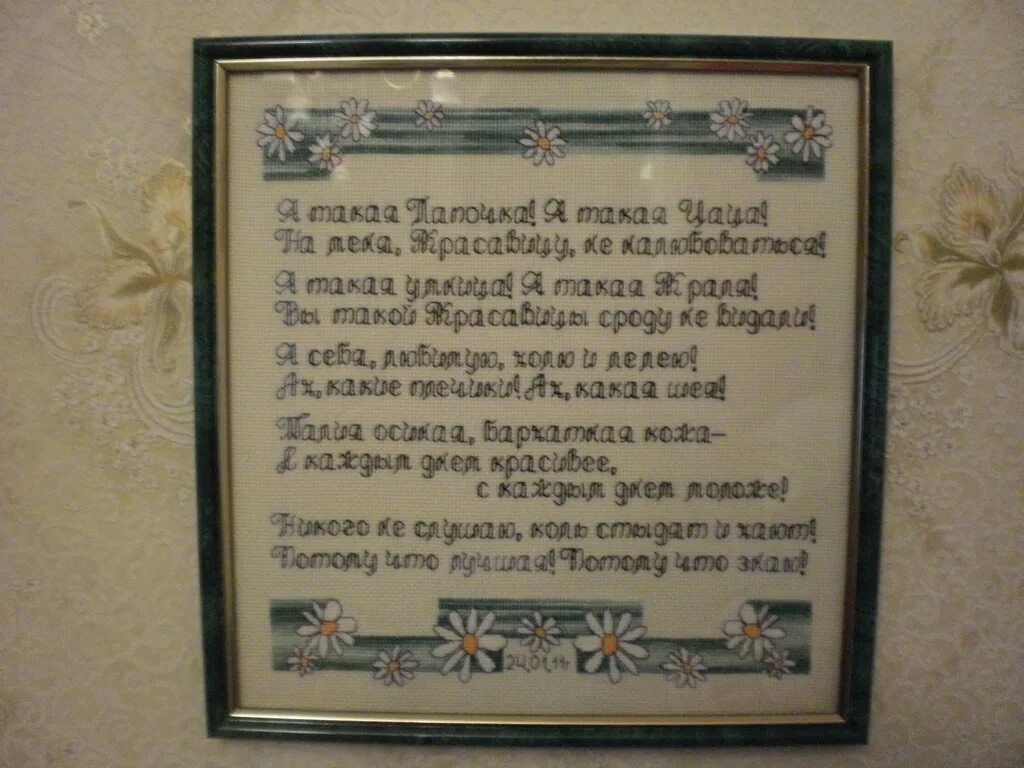 Я такая Лапочка! Я такая Цаца!
На меня, Красавицу, не налюбоваться!
Я такая умница! Я такая Краля!
Вы такой Красавицы сроду не видали!
Я себя, любимую, холю и лелею!
Ах, какие плечики! Ах, какая шея!
Талия осиная, бархатная кожа–
С каждым днем красивее,
с каждым днем моложе!
Никого не слушаю, коль стыдят и хают!
Потому что лучшая! Потому что знаю!
24,01,11г